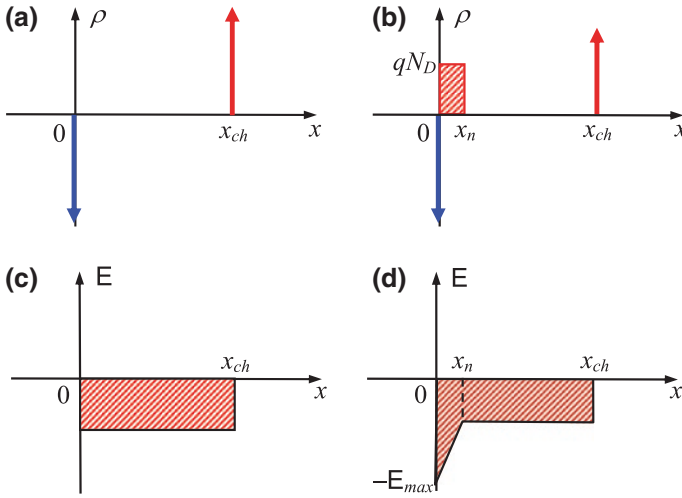 (a)
ρ
0
x_ch
x
(b)
ρ
qN_D
0
x_n
x_ch
x
(c)
E
x_ch
0
x
(d)
E
x_n
x_ch
0
x
−E_max